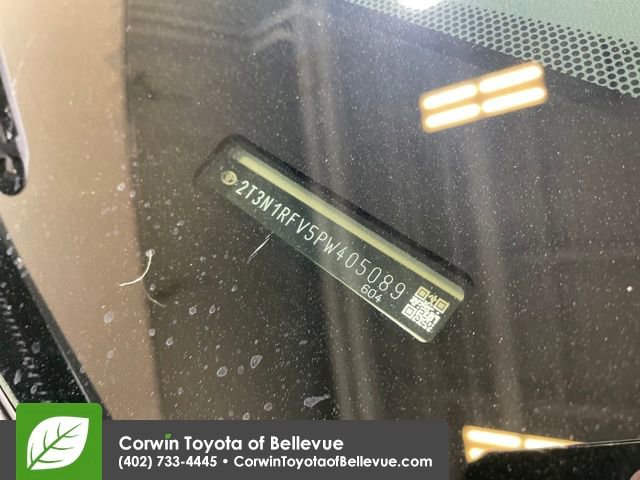 2T3N1RFV5PW405089
604
Corwin Toyota of Bellevue
(402) 733-4445 • CorwinToyotaofBellevue.com